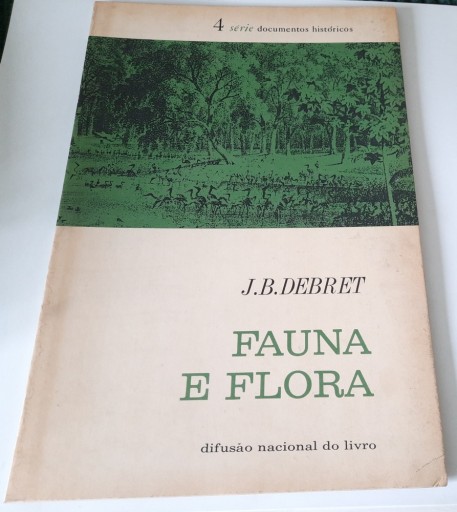 4 série documentos históricos
J.B.DEBRET
FAUNA
E FLORA
difusão nacional do livro